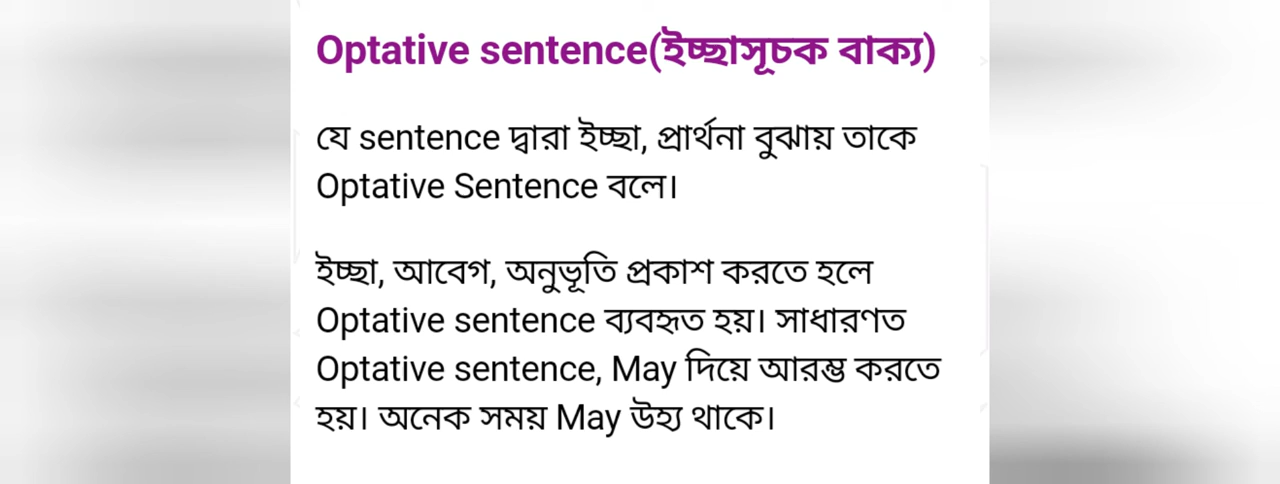 Optative sentence(ইচ্ছাসূচক বাক্য)
যে sentence দ্বারা ইচ্ছা, প্রার্থনা বুঝায় তাকে
Optative Sentence বলে।
ইচ্ছা, আবেগ, অনুভূতি প্রকাশ করতে হলে
Optative sentence ব্যবহৃত হয়। সাধারণত
Optative sentence, May দিয়ে আরম্ভ করতে
হয়। অনেক সময় May উহ্য থাকে।